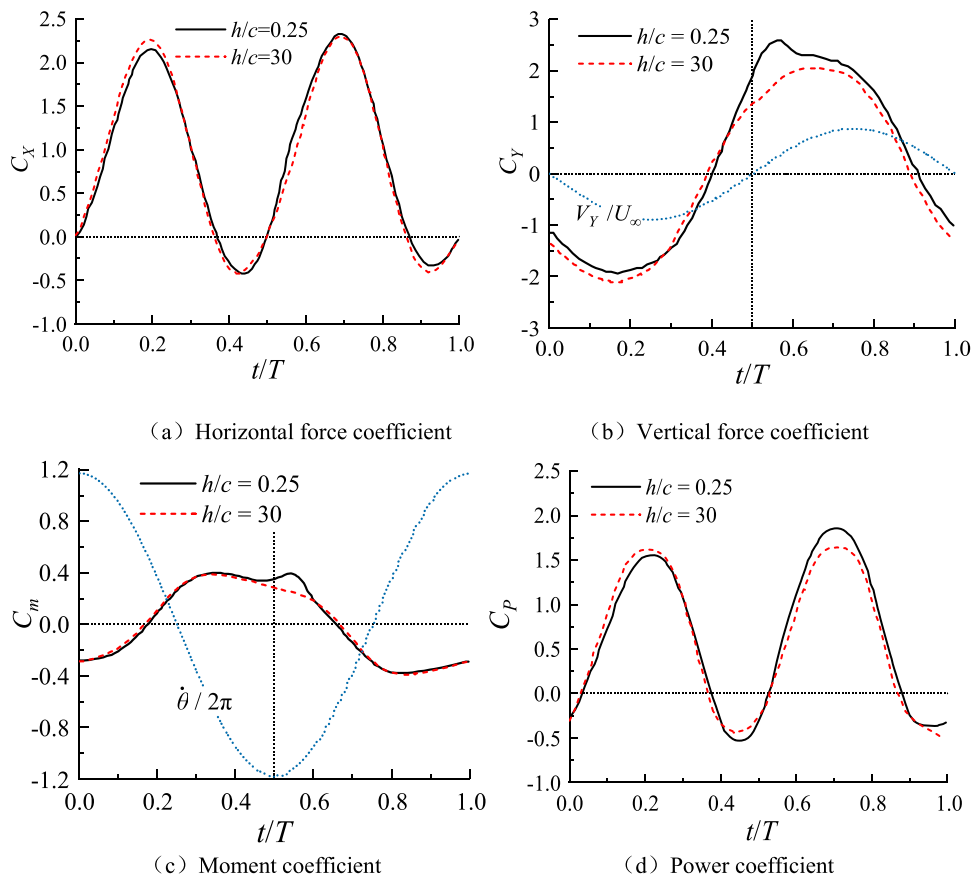 2.5
2.0
1.5
1.0
0.5
0.0
-0.5
-1.0
C_X
h/c=0.25
h/c=30
0.0 0.2 0.4 0.6 0.8 1.0
t/T
（a）Horizontal force coefficient
3
2
1
0
-1
-2
-3
C_Y
h/c = 0.25
h/c = 30
V_Y /U_∞
0.0 0.2 0.4 0.6 0.8 1.0
t/T
（b）Vertical force coefficient
1.2
0.8
0.4
0.0
-0.4
-0.8
-1.2
C_m
h/c = 0.25
h/c = 30
θ̇ / 2π
0.0 0.2 0.4 0.6 0.8 1.0
t/T
（c）Moment coefficient
2.5
2.0
1.5
1.0
0.5
0.0
-0.5
-1.0
C_P
h/c = 0.25
h/c = 30
0.0 0.2 0.4 0.6 0.8 1.0
t/T
（d）Power coefficient